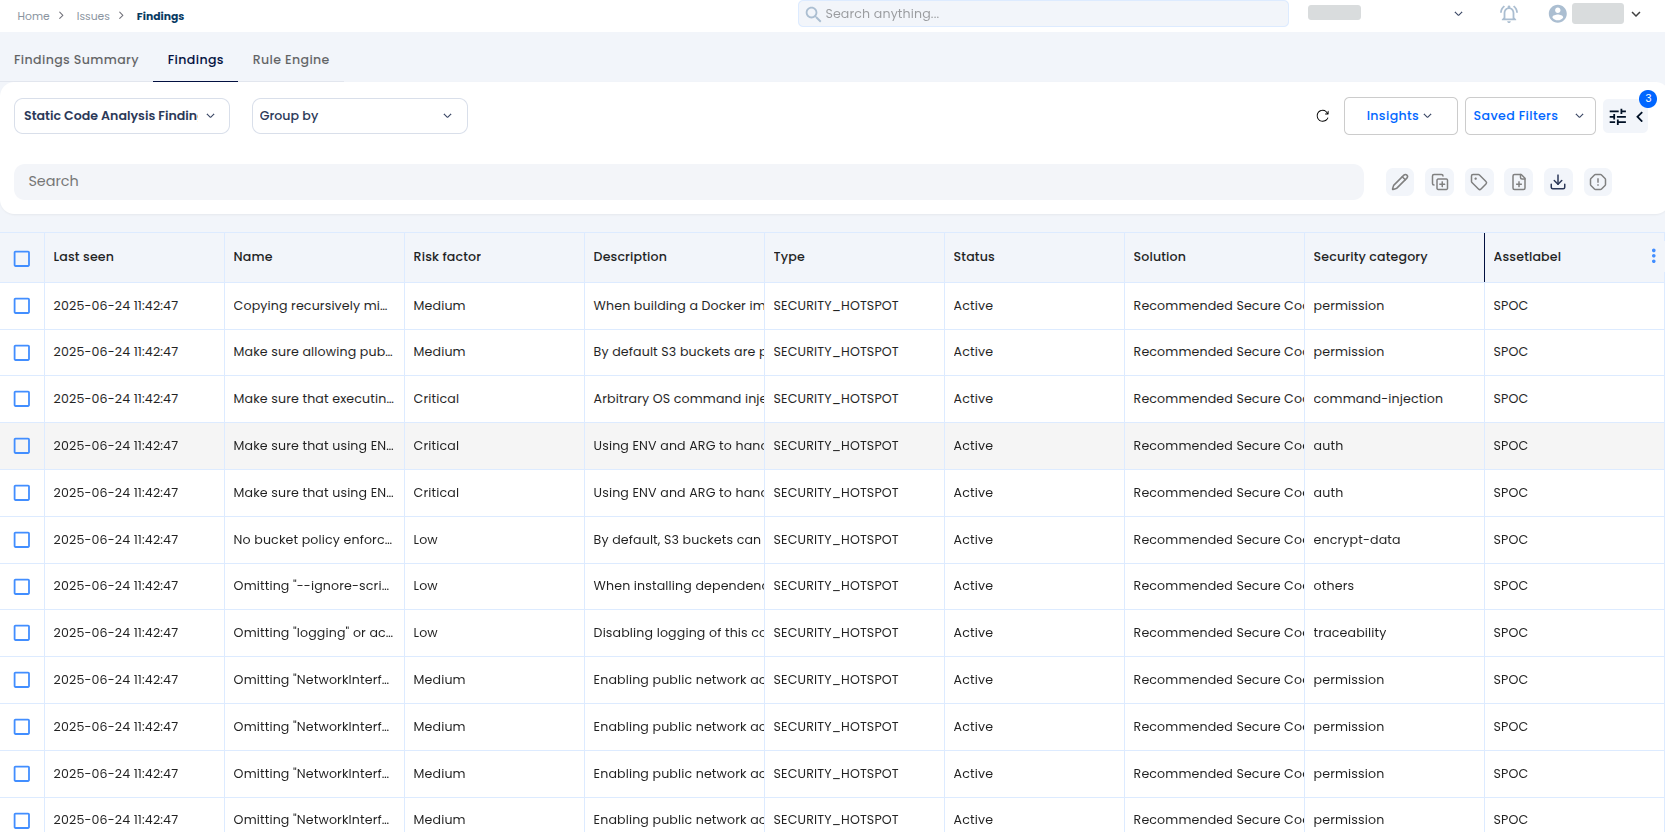 Home > Issues > Findings
Search anything...
Findings Summary Findings Rule Engine
Static Code Analysis Findin Group by Insights Saved Filters 3
Search
Last seen Name Risk factor Description Type Status Solution Security category Assetlabel
2025-06-24 11:42:47 Copying recursively mi... Medium When building a Docker im SECURITY_HOTSPOT Active Recommended Secure Co permission SPOC
2025-06-24 11:42:47 Make sure allowing pub... Medium By default S3 buckets are p SECURITY_HOTSPOT Active Recommended Secure Co permission SPOC
2025-06-24 11:42:47 Make sure that executin... Critical Arbitrary OS command inje SECURITY_HOTSPOT Active Recommended Secure Co command-injection SPOC
2025-06-24 11:42:47 Make sure that using EN... Critical Using ENV and ARG to hand SECURITY_HOTSPOT Active Recommended Secure Co auth SPOC
2025-06-24 11:42:47 Make sure that using EN... Critical Using ENV and ARG to hand SECURITY_HOTSPOT Active Recommended Secure Co auth SPOC
2025-06-24 11:42:47 No bucket policy enforc... Low By default, S3 buckets can SECURITY_HOTSPOT Active Recommended Secure Co encrypt-data SPOC
2025-06-24 11:42:47 Omitting "--ignore-scri... Low When installing dependenc SECURITY_HOTSPOT Active Recommended Secure Co others SPOC
2025-06-24 11:42:47 Omitting "logging" or ac... Low Disabling logging of this co SECURITY_HOTSPOT Active Recommended Secure Co traceability SPOC
2025-06-24 11:42:47 Omitting "NetworkInterf... Medium Enabling public network ac SECURITY_HOTSPOT Active Recommended Secure Co permission SPOC
2025-06-24 11:42:47 Omitting "NetworkInterf... Medium Enabling public network ac SECURITY_HOTSPOT Active Recommended Secure Co permission SPOC
2025-06-24 11:42:47 Omitting "NetworkInterf... Medium Enabling public network ac SECURITY_HOTSPOT Active Recommended Secure Co permission SPOC
2025-06-24 11:42:47 Omitting "NetworkInterf... Medium Enabling public network ac SECURITY_HOTSPOT Active Recommended Secure Co permission SPOC